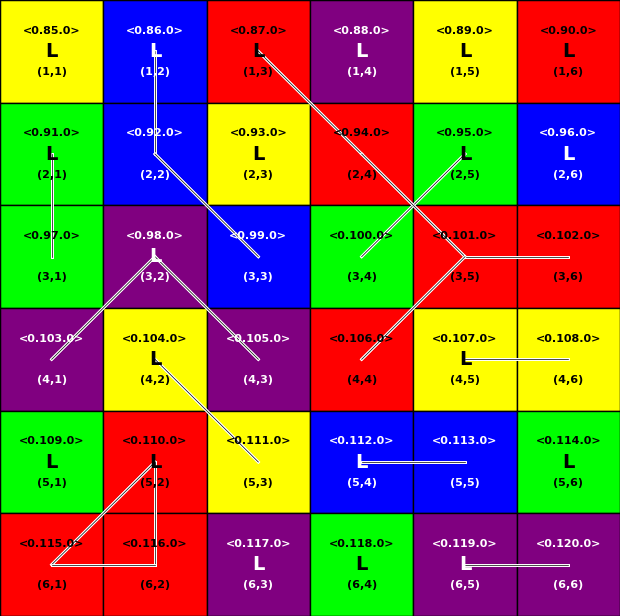 <0.85.0> <0.86.0> <0.87.0> <0.88.0> <0.89.0> <0.90.0>
L L L L L L
(1,1) (1,2) (1,3) (1,4) (1,5) (1,6)
<0.91.0> <0.92.0> <0.93.0> <0.94.0> <0.95.0> <0.96.0>
L L L L
(2,1) (2,2) (2,3) (2,4) (2,5) (2,6)
<0.97.0> <0.98.0> <0.99.0> <0.100.0> <0.101.0> <0.102.0>
L
(3,1) (3,2) (3,3) (3,4) (3,5) (3,6)
<0.103.0> <0.104.0> <0.105.0> <0.106.0> <0.107.0> <0.108.0>
L L
(4,1) (4,2) (4,3) (4,4) (4,5) (4,6)
<0.109.0> <0.110.0> <0.111.0> <0.112.0> <0.113.0> <0.114.0>
L L L L
(5,1) (5,2) (5,3) (5,4) (5,5) (5,6)
<0.115.0> <0.116.0> <0.117.0> <0.118.0> <0.119.0> <0.120.0>
L L L
(6,1) (6,2) (6,3) (6,4) (6,5) (6,6)